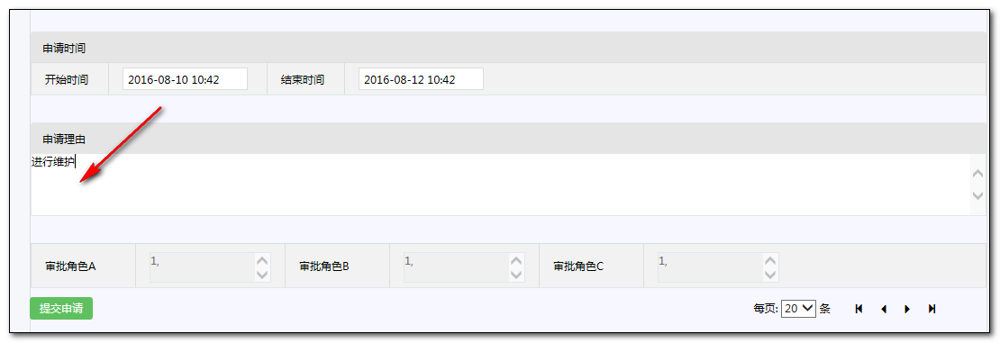 申请时间
开始时间 2016-08-10 10:42 结束时间 2016-08-12 10:42
申请理由
进行维护
审批角色A 1, 审批角色B 1, 审批角色C 1,
提交申请 每页: 20 条